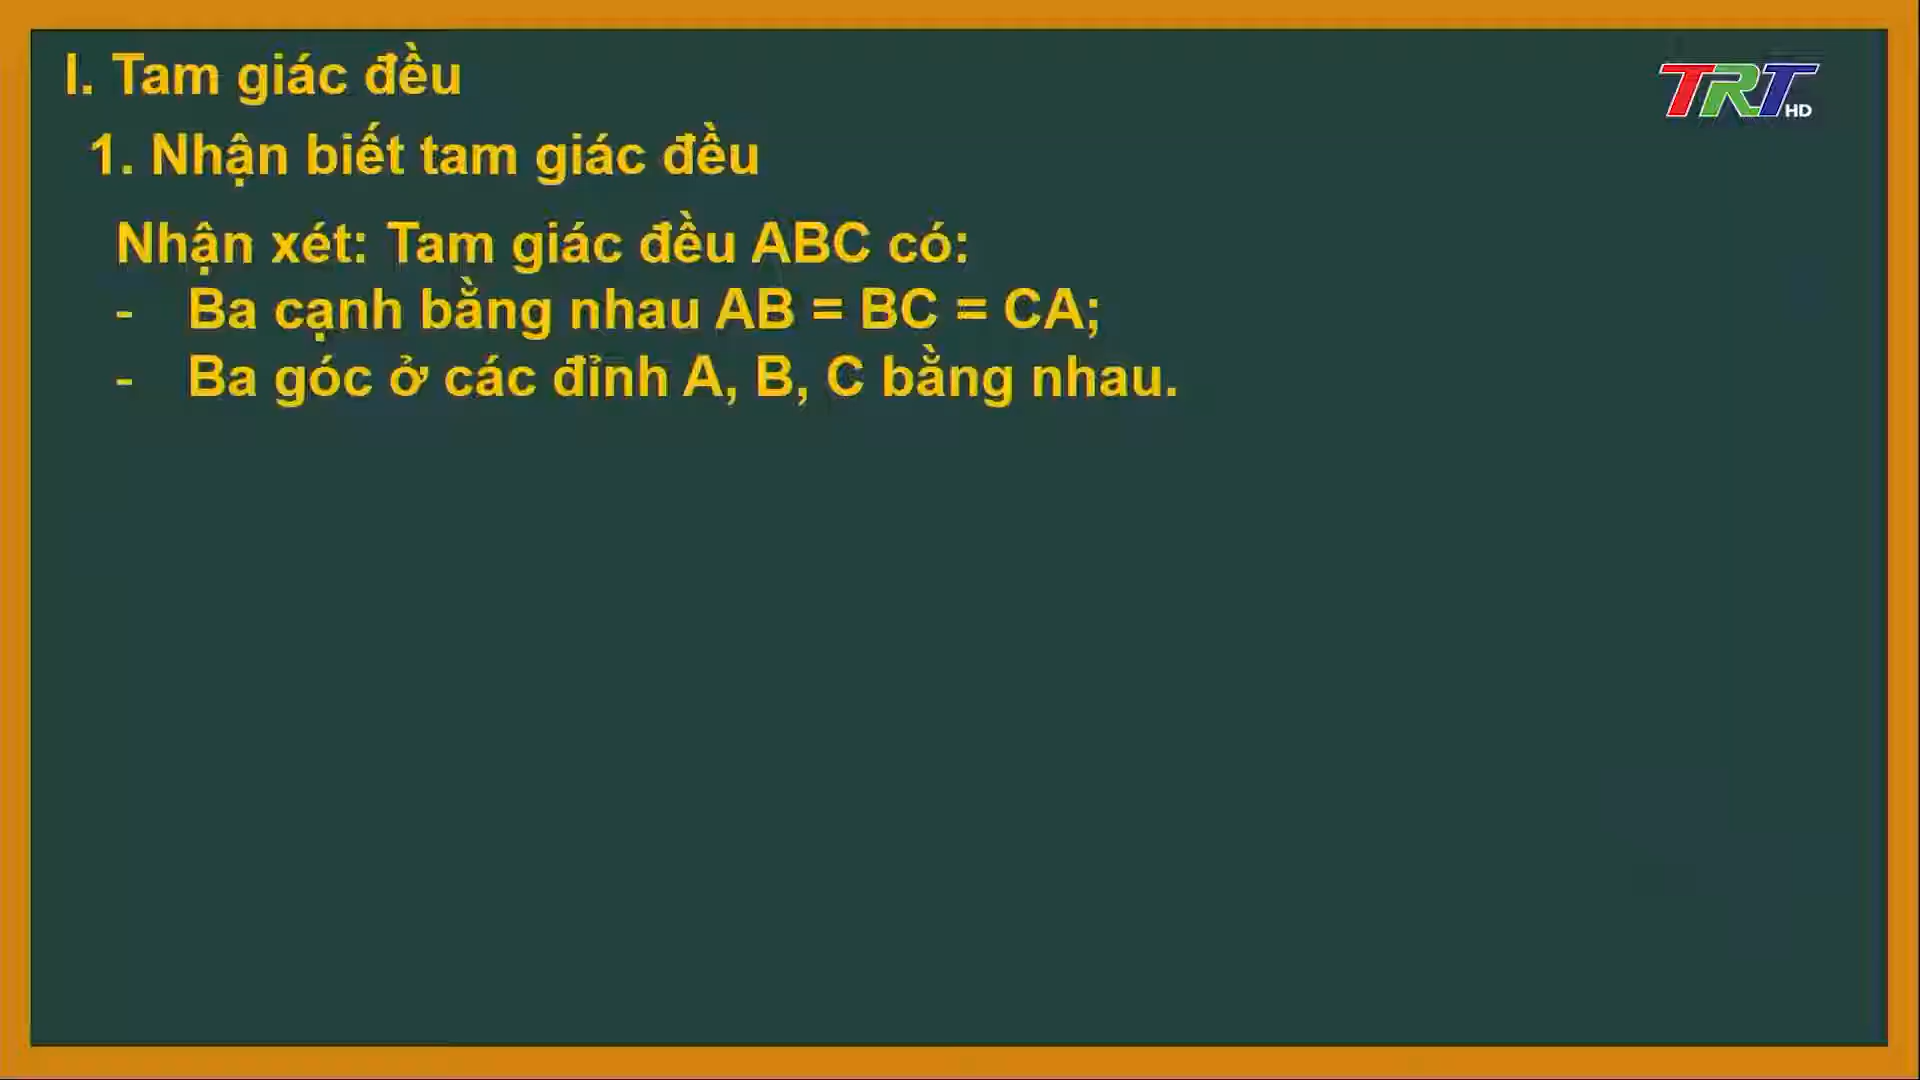 I. Tam giác đều
TRT HD
1. Nhận biết tam giác đều
Nhận xét: Tam giác đều ABC có:
- Ba cạnh bằng nhau AB = BC = CA;
- Ba góc ở các đỉnh A, B, C bằng nhau.